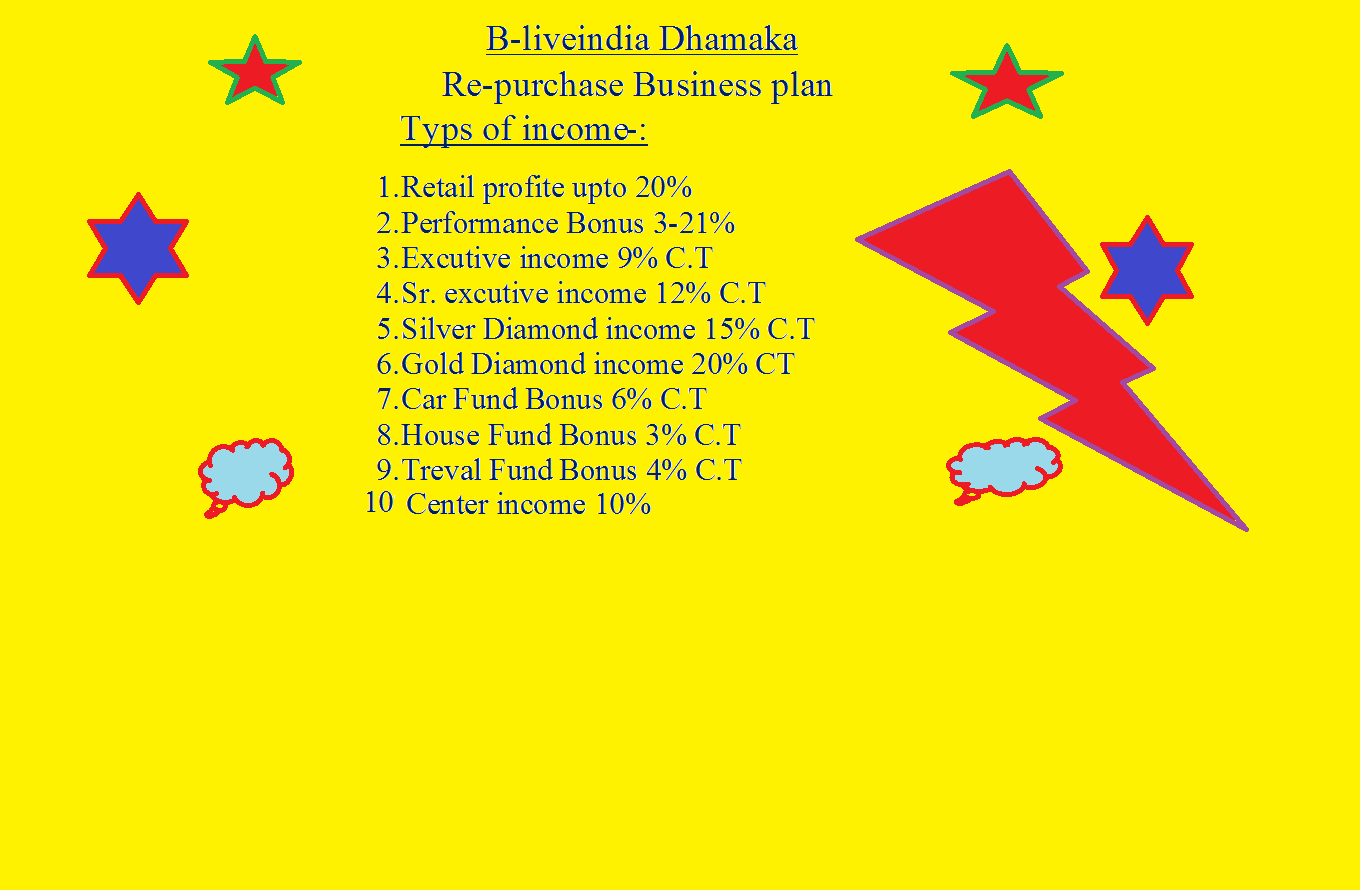 B-liveindia Dhamaka
Re-purchase Business plan
Typs of income-:
1.Retail profite upto 20%
2.Performance Bonus 3-21%
3.Excutive income 9% C.T
4.Sr. excutive income 12% C.T
5.Silver Diamond income 15% C.T
6.Gold Diamond income 20% CT
7.Car Fund Bonus 6% C.T
8.House Fund Bonus 3% C.T
9.Treval Fund Bonus 4% C.T
10 Center income 10%